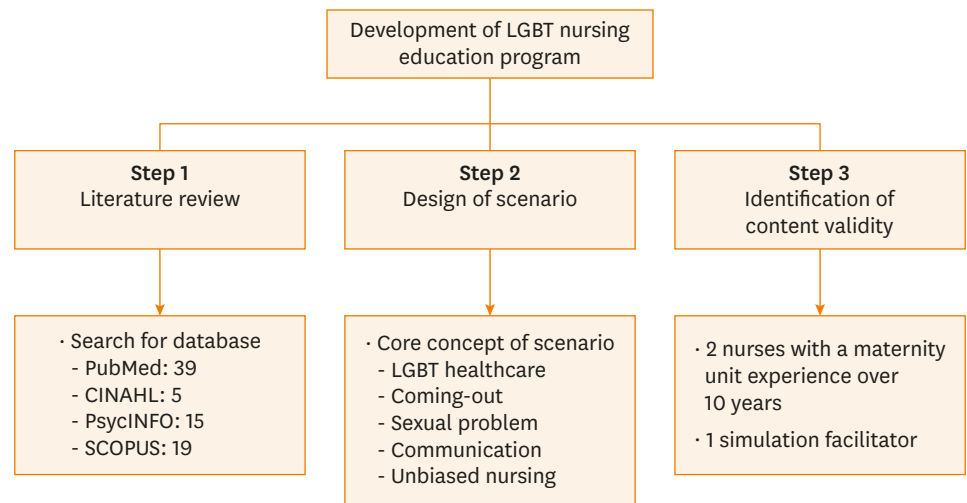 Development of LGBT nursing
education program
Step 1
Literature review
Step 2
Design of scenario
Step 3
Identification of
content validity
· Search for database
- PubMed: 39
- CINAHL: 5
- PsycINFO: 15
- SCOPUS: 19
· Core concept of scenario
- LGBT healthcare
- Coming-out
- Sexual problem
- Communication
- Unbiased nursing
· 2 nurses with a maternity
unit experience over
10 years
· 1 simulation facilitator